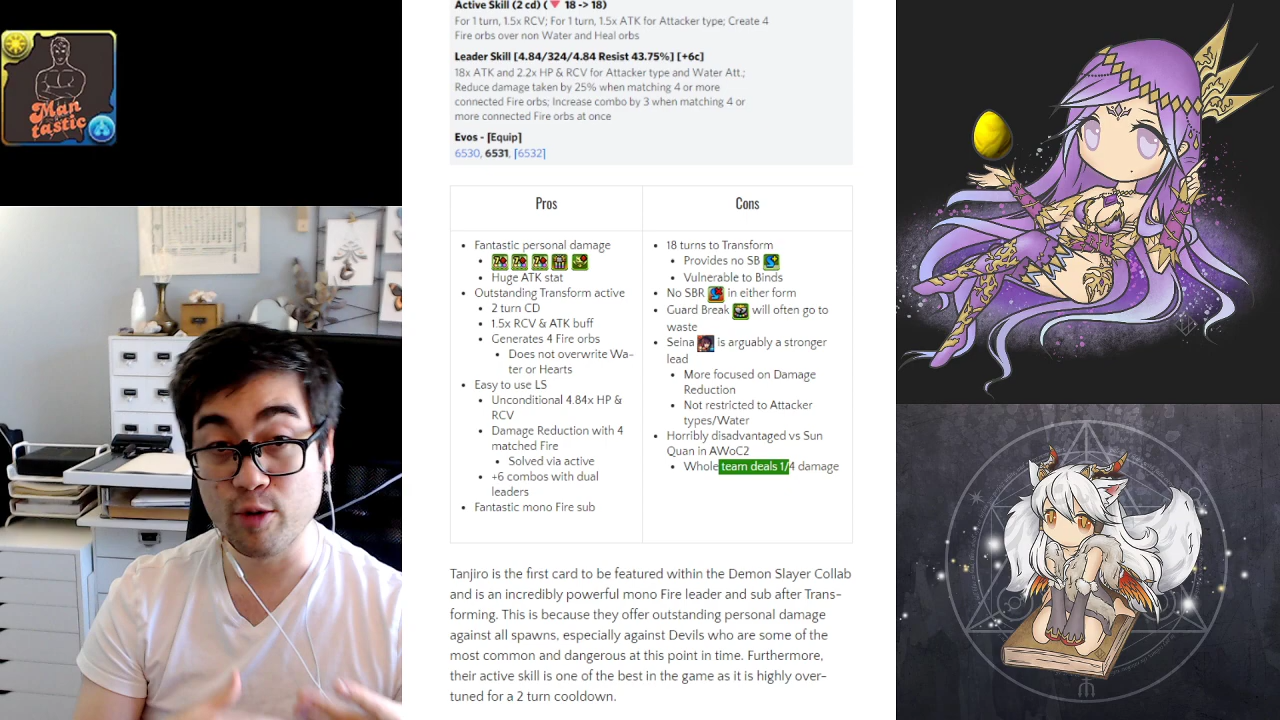 Man
tastic
Active Skill (2 cd) (🔻 18 -> 18)
For 1 turn, 1.5x RCV; For 1 turn, 1.5x ATK for Attacker type; Create 4
Fire orbs over non Water and Heal orbs
Leader Skill [4.84/324/4.84 Resist 43.75%] [+6c]
18x ATK and 2.2x HP & RCV for Attacker type and Water Att.;
Reduce damage taken by 25% when matching 4 or more
connected Fire orbs; Increase combo by 3 when matching 4 or
more connected Fire orbs at once
Evos - [Equip]
6530, 6531, [6532]
Pros
• Fantastic personal damage
• Huge ATK stat
• Outstanding Transform active
• 2 turn CD
• 1.5x RCV & ATK buff
• Generates 4 Fire orbs
• Does not overwrite Wa-
ter or Hearts
• Easy to use LS
• Unconditional 4.84x HP &
RCV
• Damage Reduction with 4
matched Fire
• Solved via active
• +6 combos with dual
leaders
• Fantastic mono Fire sub
Cons
• 18 turns to Transform
• Provides no SB
• Vulnerable to Binds
• No SBR in either form
• Guard Break will often go to
waste
• Seina is arguably a stronger
lead
• More focused on Damage
Reduction
• Not restricted to Attacker
types/Water
• Horribly disadvantaged vs Sun
Quan in AWoC2
• Whole team deals 1/4 damage
Tanjiro is the first card to be featured within the Demon Slayer Collab
and is an incredibly powerful mono Fire leader and sub after Trans-
forming. This is because they offer outstanding personal damage
against all spawns, especially against Devils who are some of the
most common and dangerous at this point in time. Furthermore,
their active skill is one of the best in the game as it is highly over-
tuned for a 2 turn cooldown.